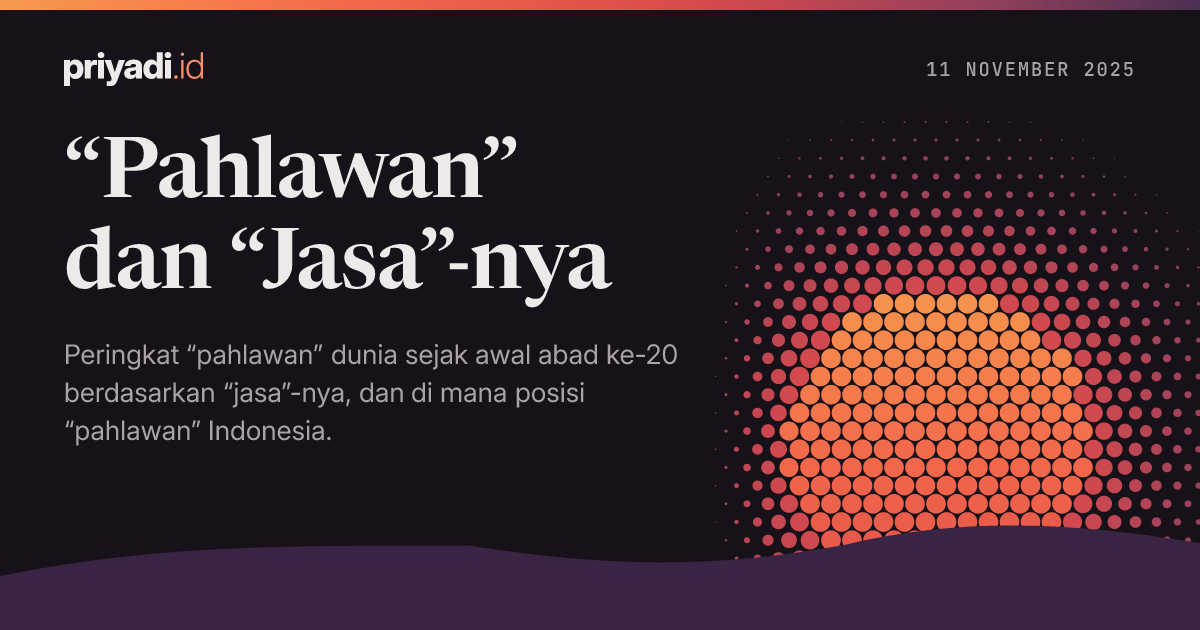 priyadi.id
11 NOVEMBER 2025
“Pahlawan”
dan “Jasa”-nya
Peringkat “pahlawan” dunia sejak awal abad ke-20
berdasarkan “jasa”-nya, dan di mana posisi
“pahlawan” Indonesia.